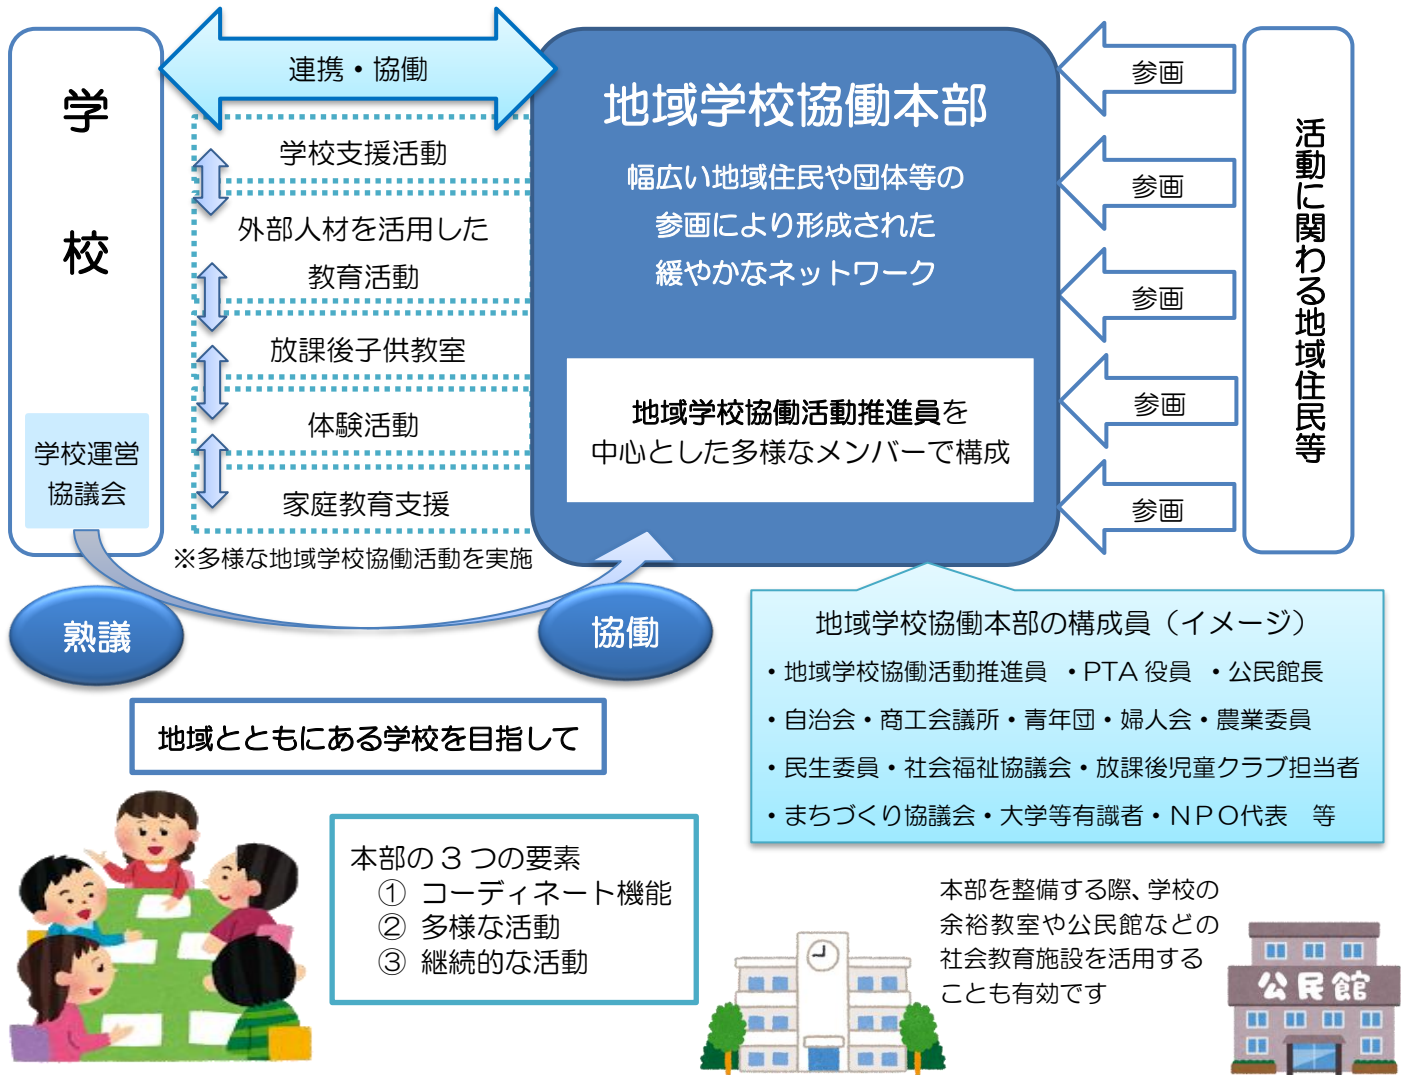 学校
連携・協働
学校支援活動
外部人材を活用した
教育活動
放課後子供教室
体験活動
家庭教育支援
※多様な地域学校協働活動を実施
学校運営
協議会
熟議
協働
地域学校協働本部
幅広い地域住民や団体等の
参画により形成された
緩やかなネットワーク
地域学校協働活動推進員を
中心とした多様なメンバーで構成
参画
参画
参画
参画
参画
活動に関わる地域住民等
地域学校協働本部の構成員（イメージ）
・地域学校協働活動推進員 ・PTA 役員 ・公民館長
・自治会・商工会議所・青年団・婦人会・農業委員
・民生委員・社会福祉協議会・放課後児童クラブ担当者
・まちづくり協議会・大学等有識者・NPO代表　等
地域とともにある学校を目指して
本部の３つの要素
① コーディネート機能
② 多様な活動
③ 継続的な活動
本部を整備する際、学校の
余裕教室や公民館などの
社会教育施設を活用する
ことも有効です
公民館